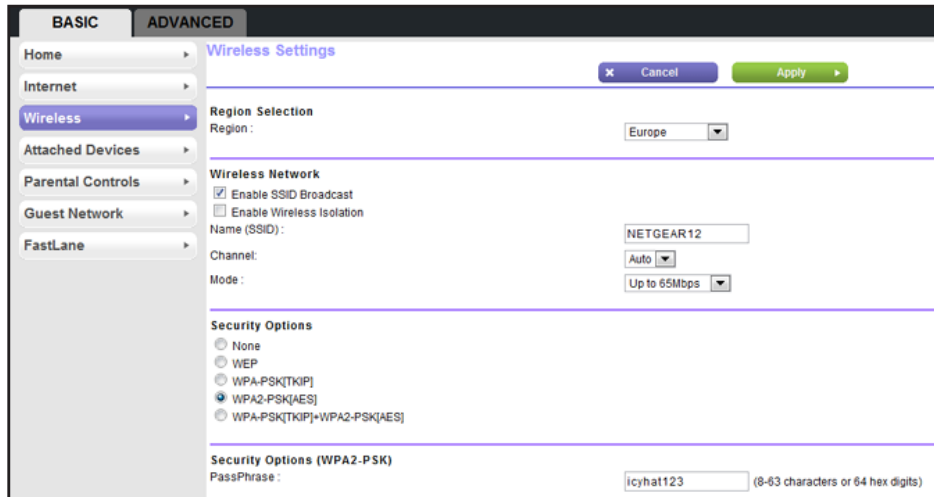 BASIC
ADVANCED
Home
Internet
Wireless
Attached Devices
Parental Controls
Guest Network
FastLane
Wireless Settings
Cancel
Apply
Region Selection
Region :
Europe
Wireless Network
Enable SSID Broadcast
Enable Wireless Isolation
Name (SSID) :
NETGEAR12
Channel:
Auto
Mode :
Up to 65Mbps
Security Options
None
WEP
WPA-PSK[TKIP]
WPA2-PSK[AES]
WPA-PSK[TKIP]+WPA2-PSK[AES]
Security Options (WPA2-PSK)
PassPhrase :
icyhat123
(8-63 characters or 64 hex digits)